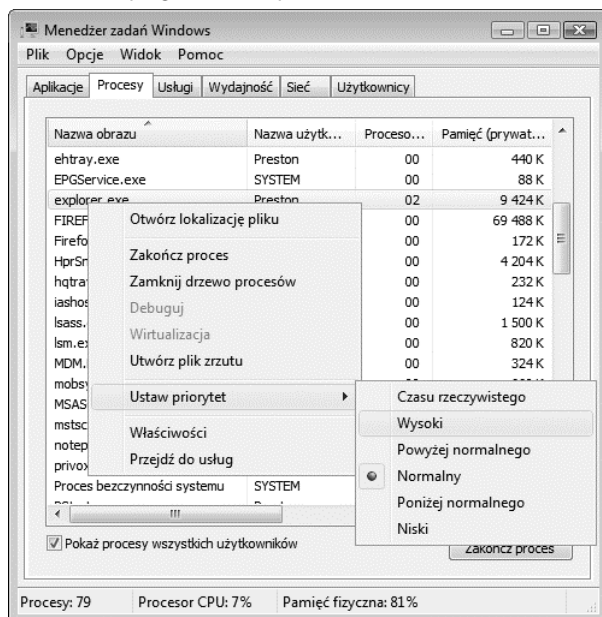 Menedżer zadań Windows
Plik Opcje Widok Pomoc
Aplikacje Procesy Usługi Wydajność Sieć Użytkownicy
Nazwa obrazu Nazwa użytk... Proceso... Pamięć (prywat...
ehtray.exe Preston 00 440 K
EPGService.exe SYSTEM 00 88 K
explorer.exe Preston 02 9 424 K
FIREF 00 69 488 K
Firefo 00 172 K
HprSn 00 4 204 K
hqtra 00 232 K
iashos 00 124 K
lsass. 00 1 500 K
lsm.ex 00 820 K
MDM. 00 324 K
mobsy
MSAS
mstsc
notep
privox
Proces bezczynności systemu SYSTEM
Otwórz lokalizację pliku
Zakończ proces
Zamknij drzewo procesów
Debuguj
Wirtualizacja
Utwórz plik zrzutu
Ustaw priorytet
Właściwości
Przejdź do usług
Czasu rzeczywistego
Wysoki
Powyżej normalnego
Normalny
Poniżej normalnego
Niski
Pokaż procesy wszystkich użytkowników
Zakończ proces
Procesy: 79 Procesor CPU: 7% Pamięć fizyczna: 81%